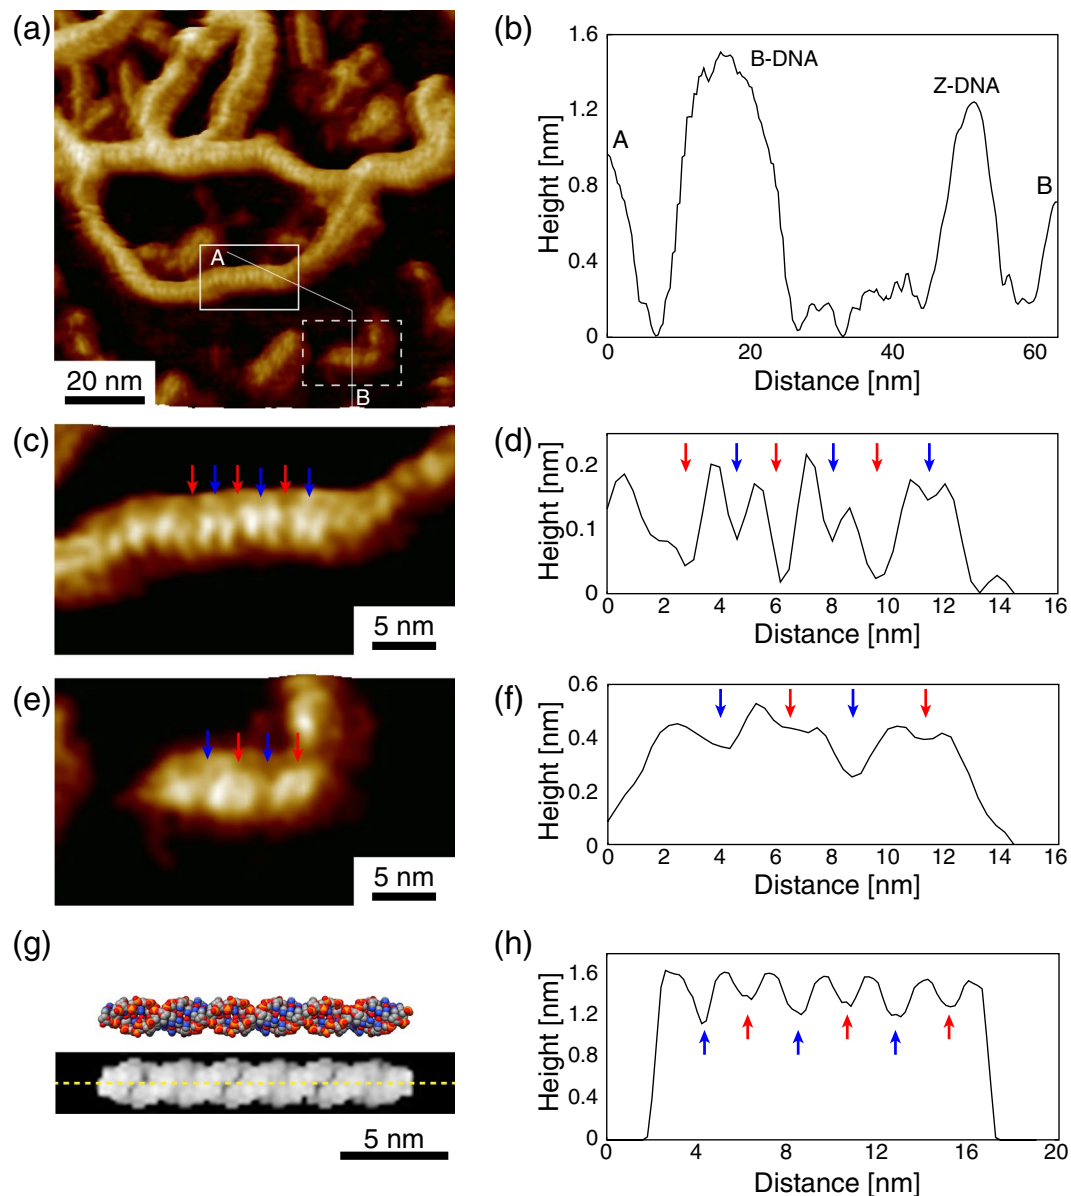 (a)
A
B
20 nm
(b)
Height [nm]
1.6
1.2
0.8
0.4
0
A
B-DNA
Z-DNA
B
0 20 40 60
Distance [nm]
(c)
5 nm
(d)
Height [nm]
0.2
0.1
0
0 2 4 6 8 10 12 14 16
Distance [nm]
(e)
5 nm
(f)
Height [nm]
0.6
0.4
0.2
0
0 2 4 6 8 10 12 14 16
Distance [nm]
(g)
5 nm
(h)
Height [nm]
1.6
1.2
0.8
0.4
0
0 4 8 12 16 20
Distance [nm]